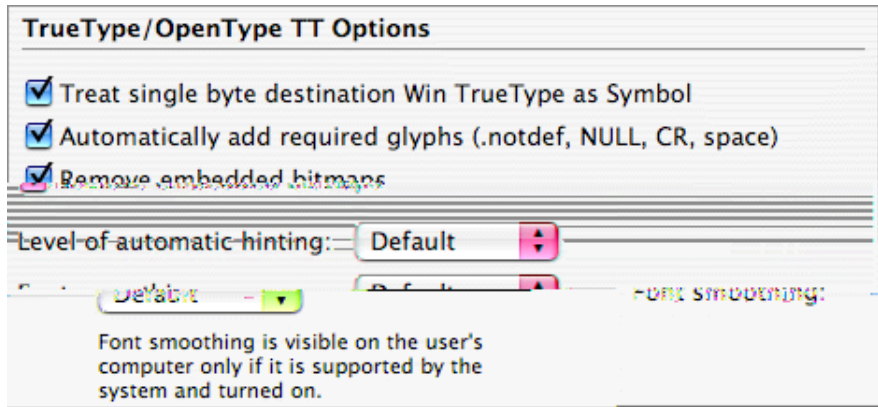 TrueType/OpenType TT Options
Treat single byte destination Win TrueType as Symbol
Automatically add required glyphs (.notdef, NULL, CR, space)
Remove embedded bitmaps
Level of automatic hinting: Default
Default Default Font smoothing:
Font smoothing is visible on the user's
computer only if it is supported by the
system and turned on.